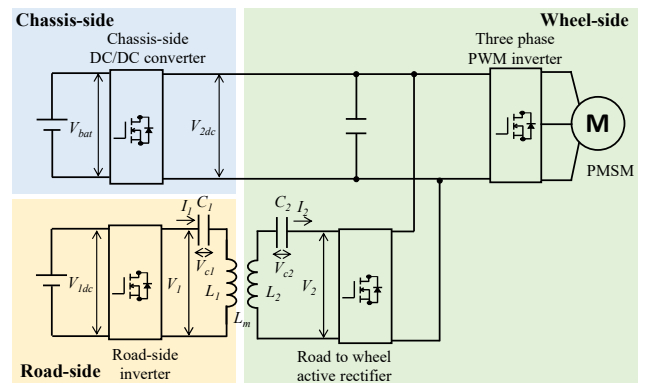 Chassis-side
Wheel-side
Chassis-side
DC/DC converter
Three phase
PWM inverter
V_bat
V_2dc
M
PMSM
I_1 C_1
C_2 I_2
V_c1
V_c2
V_1dc
V_1
L_1
L_2
V_2
L_m
Road-side
Road-side
inverter
Road to wheel
active rectifier